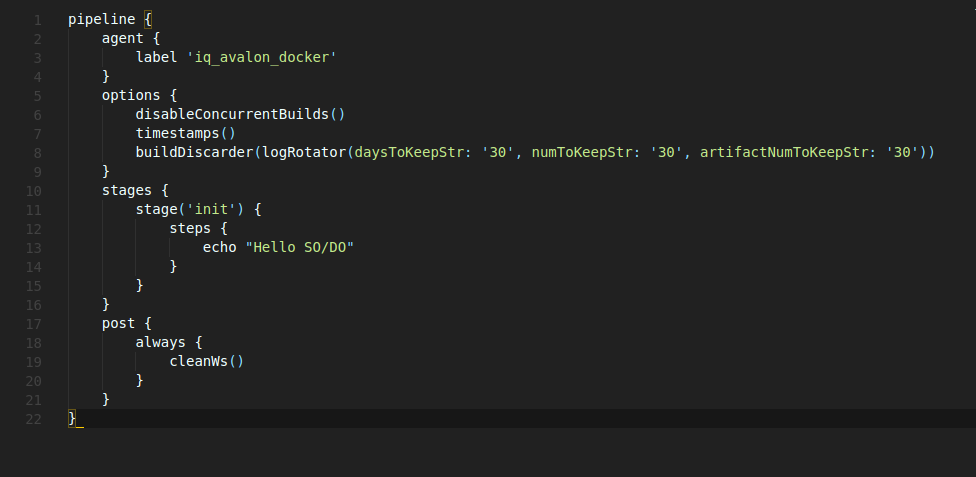 1 pipeline {
2     agent {
3         label 'iq_avalon_docker'
4     }
5     options {
6         disableConcurrentBuilds()
7         timestamps()
8         buildDiscarder(logRotator(daysToKeepStr: '30', numToKeepStr: '30', artifactNumToKeepStr: '30'))
9     }
10     stages {
11         stage('init') {
12             steps {
13                 echo "Hello SO/DO"
14             }
15         }
16     }
17     post {
18         always {
19             cleanWs()
20         }
21     }
22 }